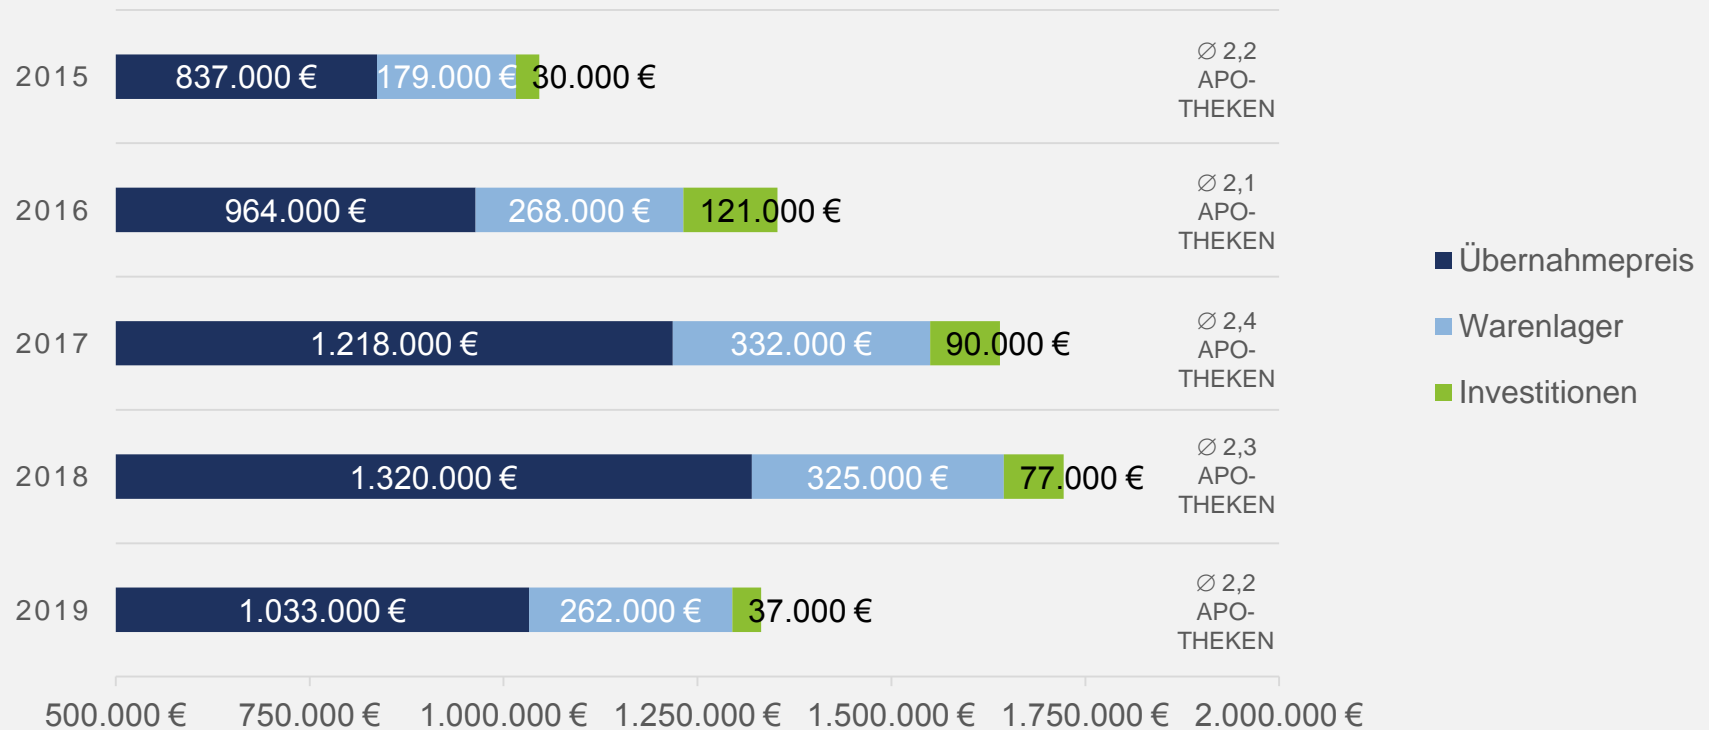 2015
837.000 €
179.000 €
30.000 €
∅ 2,2
APO-
THEKEN
2016
964.000 €
268.000 €
121.000 €
∅ 2,1
APO-
THEKEN
2017
1.218.000 €
332.000 €
90.000 €
∅ 2,4
APO-
THEKEN
2018
1.320.000 €
325.000 €
77.000 €
∅ 2,3
APO-
THEKEN
2019
1.033.000 €
262.000 €
37.000 €
∅ 2,2
APO-
THEKEN
500.000 € 750.000 € 1.000.000 € 1.250.000 € 1.500.000 € 1.750.000 € 2.000.000 €
Übernahmepreis
Warenlager
Investitionen